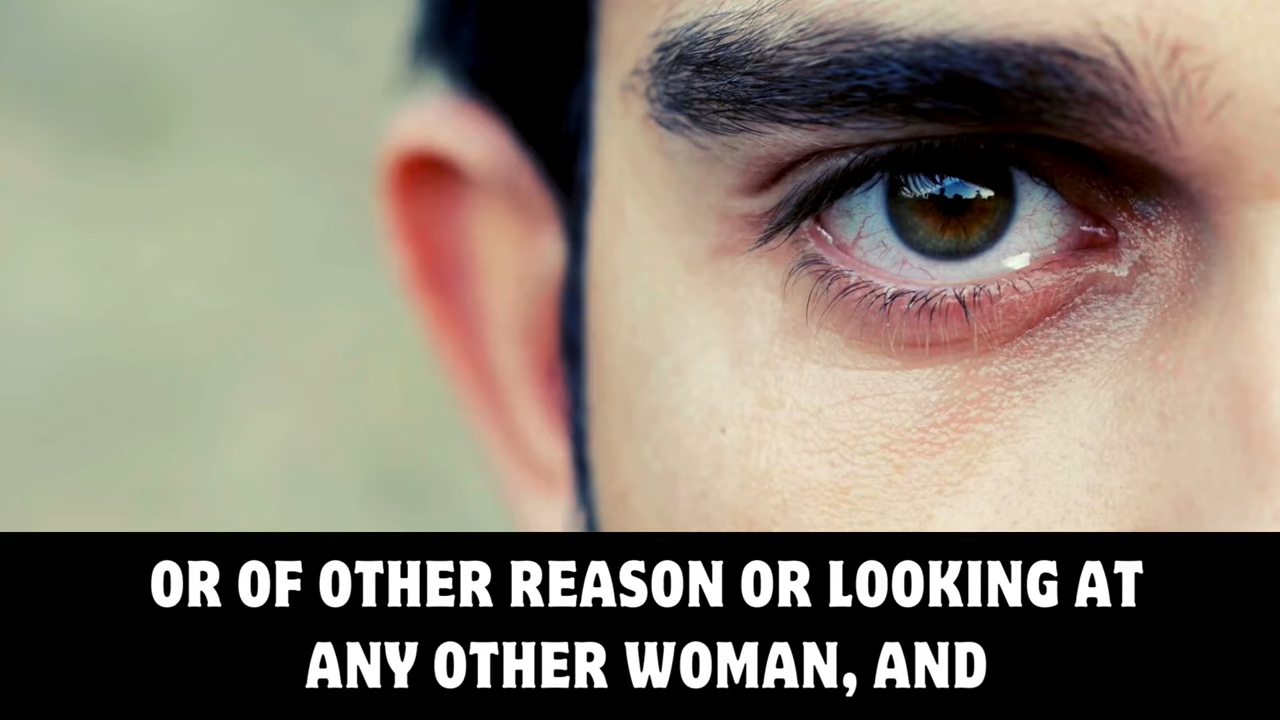 OR OF OTHER REASON OR LOOKING AT
ANY OTHER WOMAN, AND